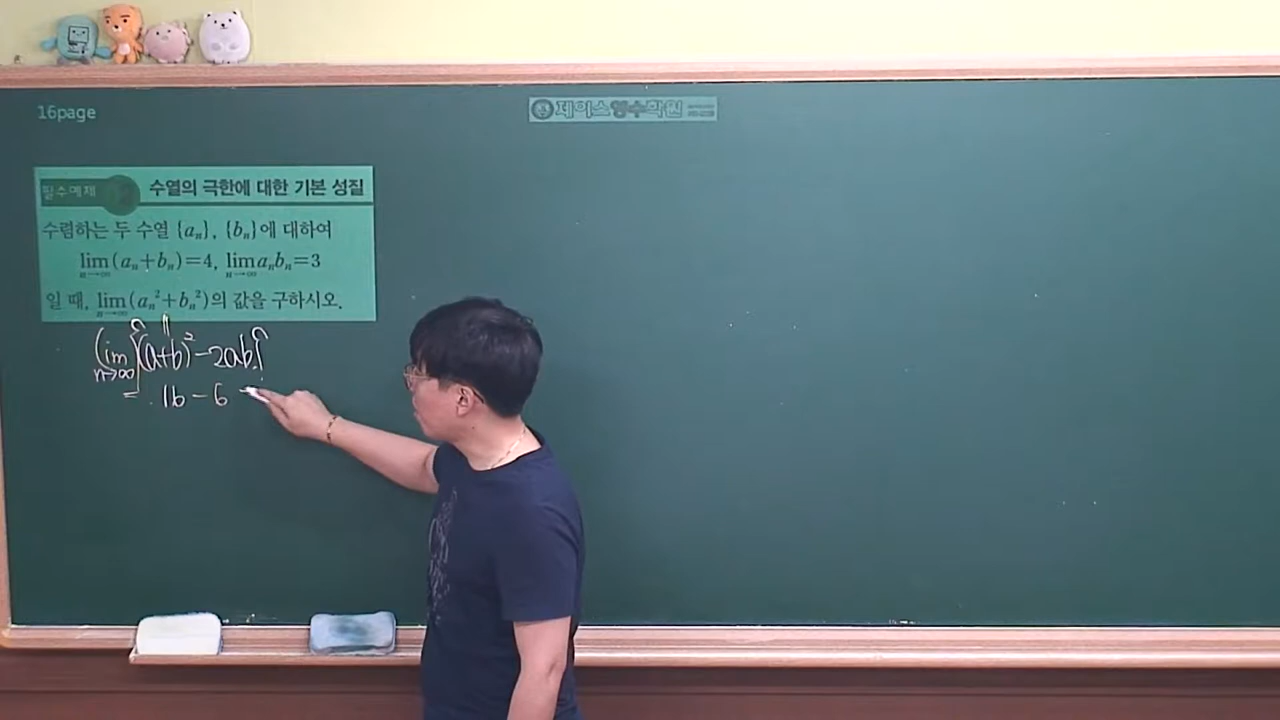 16page
제이스영수학원
필수예제
수열의 극한에 대한 기본 성질
수렴하는 두 수열 {aₙ}, {bₙ}에 대하여
lim(aₙ+bₙ)=4, lim aₙbₙ=3
n→∞ n→∞
일 때, lim(aₙ²+bₙ²)의 값을 구하시오.
n→∞
lim{(a+b)²-2ab}
n→∞
= 16-6